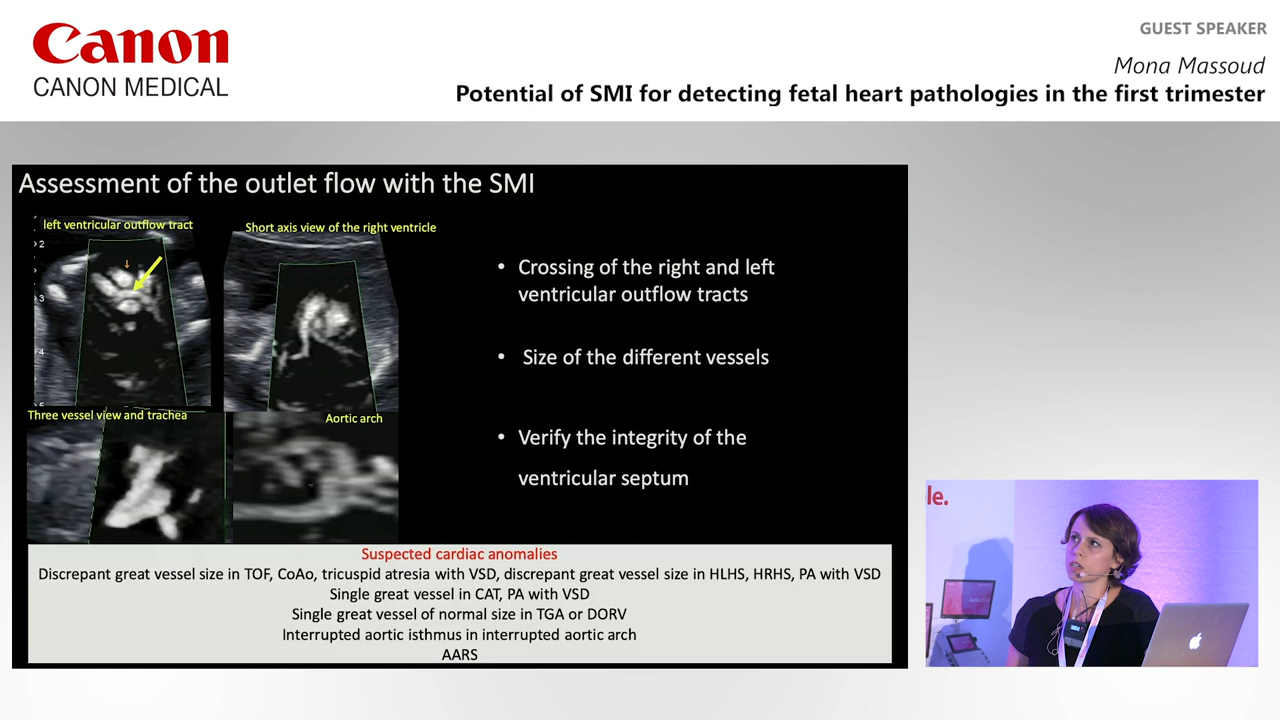 Canon
CANON MEDICAL
GUEST SPEAKER
Mona Massoud
Potential of SMI for detecting fetal heart pathologies in the first trimester
Assessment of the outlet flow with the SMI
left ventricular outflow tract
Short axis view of the right ventricle
2
3
4
5
Three vessel view and trachea
Aortic arch
• Crossing of the right and left
ventricular outflow tracts
• Size of the different vessels
• Verify the integrity of the
ventricular septum
Suspected cardiac anomalies
Discrepant great vessel size in TOF, CoAo, tricuspid atresia with VSD, discrepant great vessel size in HLHS, HRHS, PA with VSD
Single great vessel in CAT, PA with VSD
Single great vessel of normal size in TGA or DORV
Interrupted aortic isthmus in interrupted aortic arch
AARS
le.